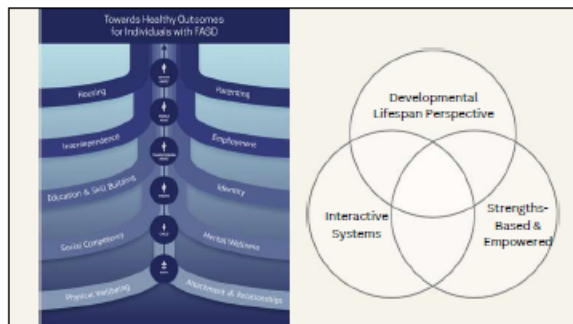 Towards Healthy Outcomes
for Individuals with FASD
Housing
Parenting
Interdependence
Employment
Education & Skill Building
Identity
Social Competency
Mental Wellness
Physical Wellbeing
Attachment & Relationships
Developmental
Lifespan Perspective
Interactive
Systems
Strengths-
Based &
Empowered